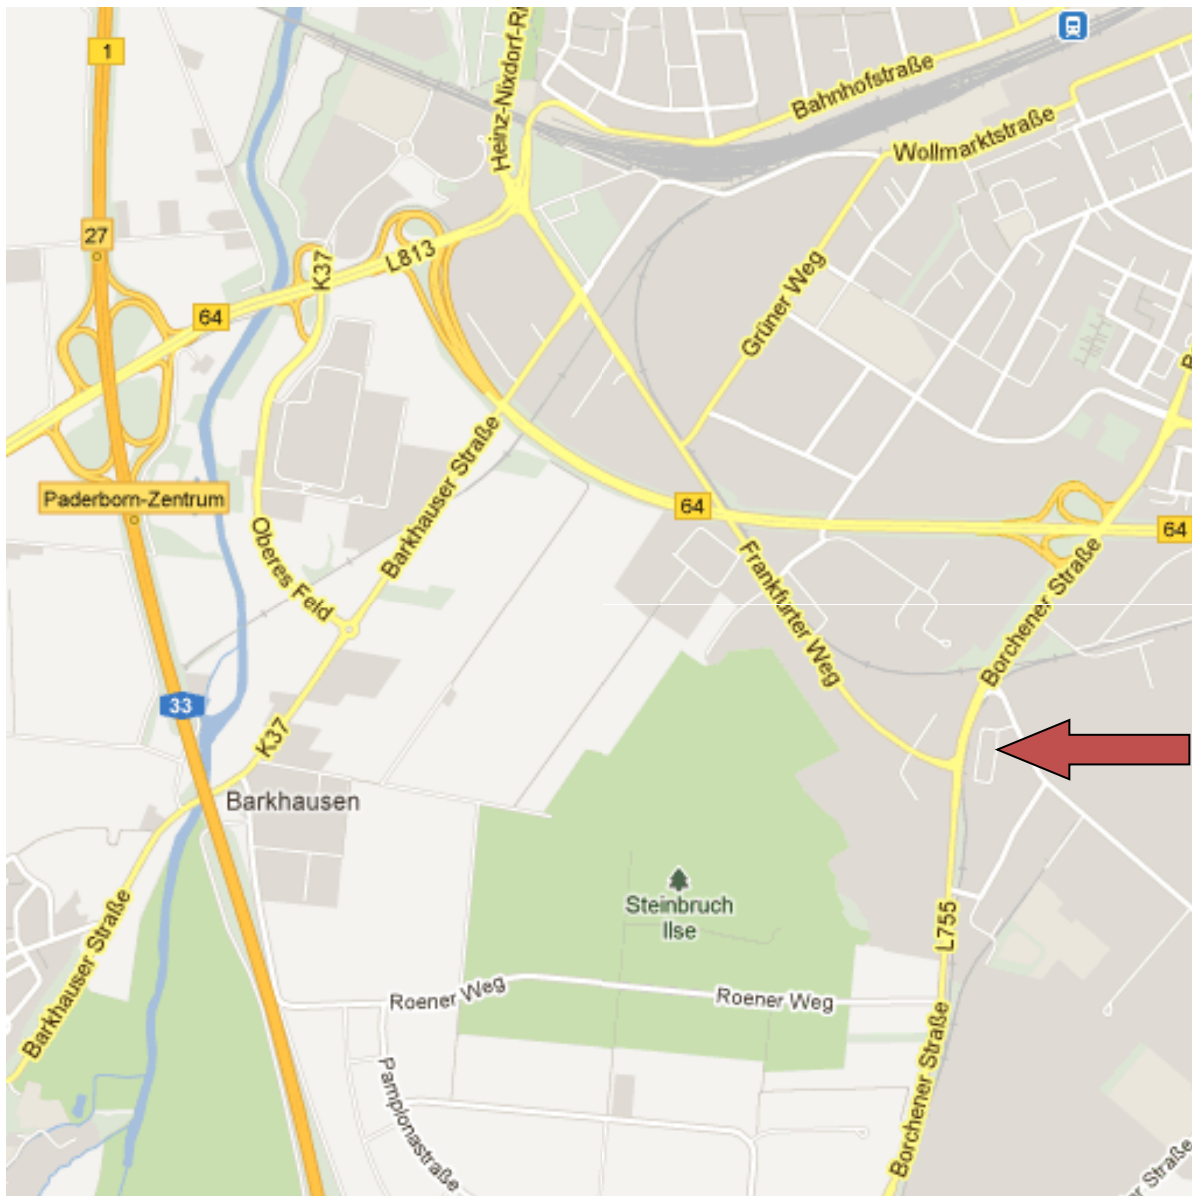 1
Heinz-Nixdorf-Ri
Bahnhofstraße
Wollmarktstraße
27
K37
L813
64
Grüner Weg
B
Paderborn-Zentrum
Barkhauser Straße
64
64
Oberes Feld
Frankfurter Weg
Borchener Straße
33
K37
Barkhausen
Steinbruch
Ilse
L755
Barkhauser Straße
Roener Weg
Roener Weg
Borchener Straße
Pamplonastraße
r Straße